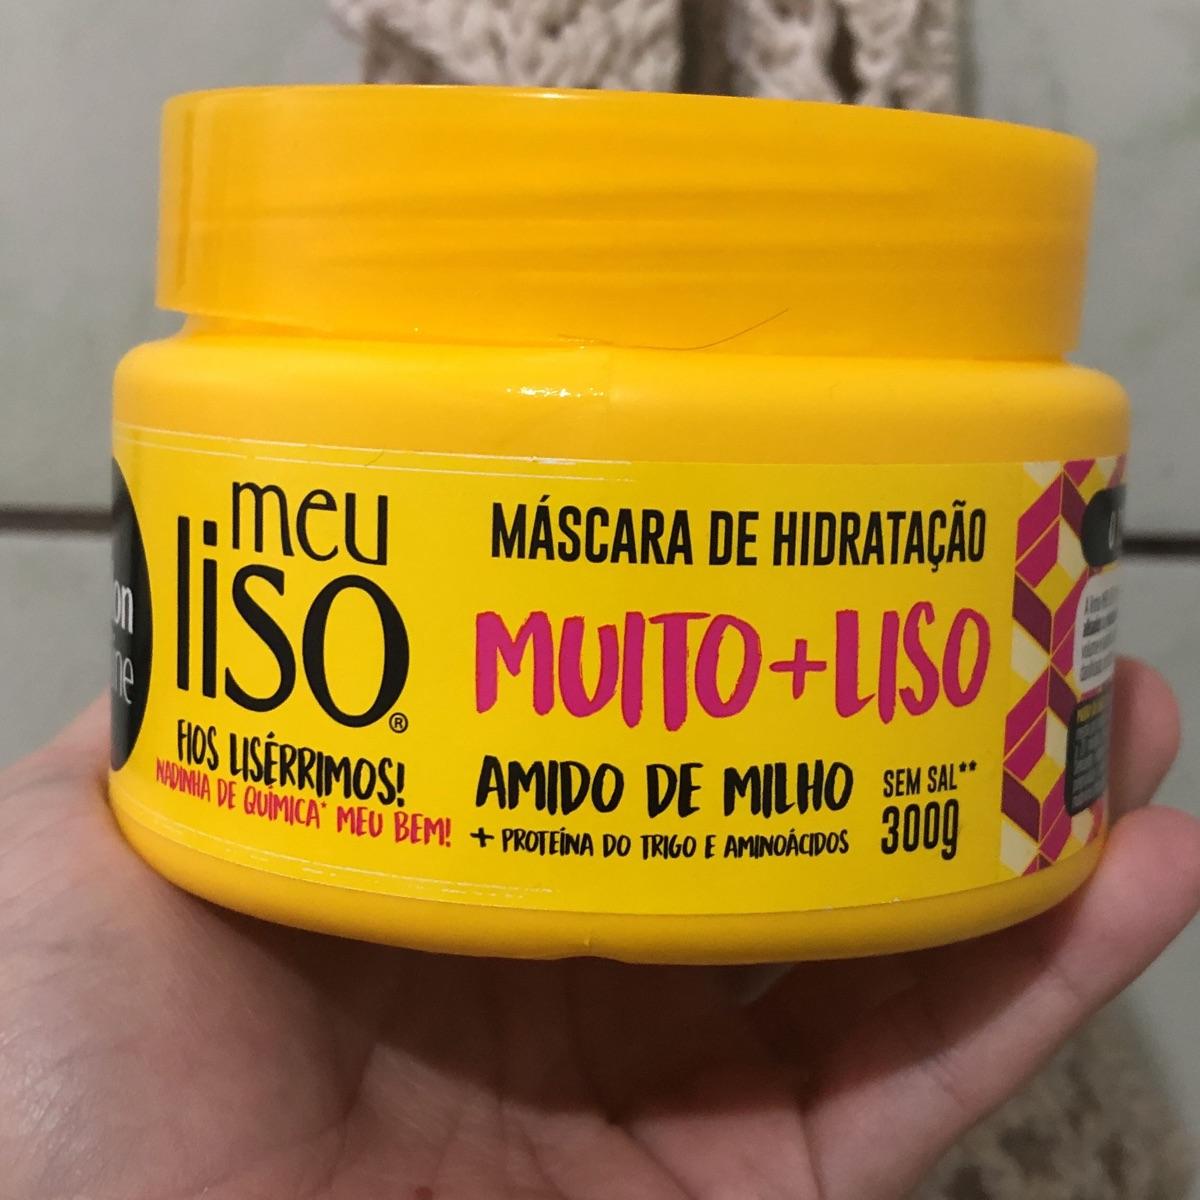 meu
liso®
FIOS LISÉRRIMOS!
NADINHA DE QUÍMICA* MEU BEM!
MÁSCARA DE HIDRATAÇÃO
MUITO+LISO
AMIDO DE MILHO
+ PROTEÍNA DO TRIGO E AMINOÁCIDOS
SEM SAL**
300g